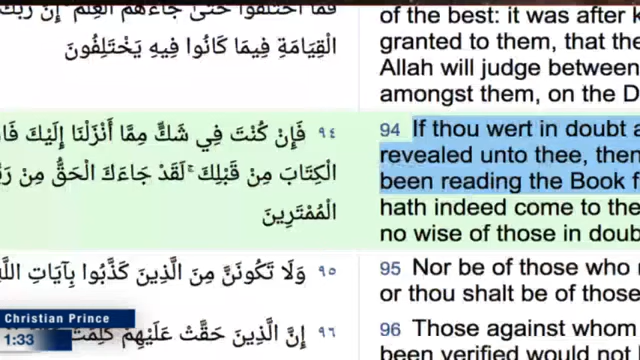 فَمَا اخْتَلَفُوا حَتَّىٰ جَاءَهُمُ الْعِلْمُ ۚ إِنَّ رَبَّكَ
الْقِيَامَةِ فِيمَا كَانُوا فِيهِ يَخْتَلِفُونَ
٩٤ فَإِن كُنْتَ فِي شَكٍّ مِمَّا أَنْزَلْنَا إِلَيْكَ
الْكِتَابَ مِنْ قَبْلِكَ ۚ لَقَدْ جَاءَكَ الْحَقُّ مِنْ
الْمُمْتَرِينَ
٩٥ وَلَا تَكُونَنَّ مِنَ الَّذِينَ كَذَّبُوا بِآيَاتِ
٩٦ إِنَّ الَّذِينَ حَقَّتْ عَلَيْهِمْ كَلِمَتُ
of the best: it was after
granted to them, that the
Allah will judge between
amongst them, on the D
94 If thou wert in doubt a
revealed unto thee, then
been reading the Book f
hath indeed come to the
no wise of those in doub
95 Nor be of those who
or thou shalt be of those
96 Those against whom
been verified would not
Christian Prince
1:33